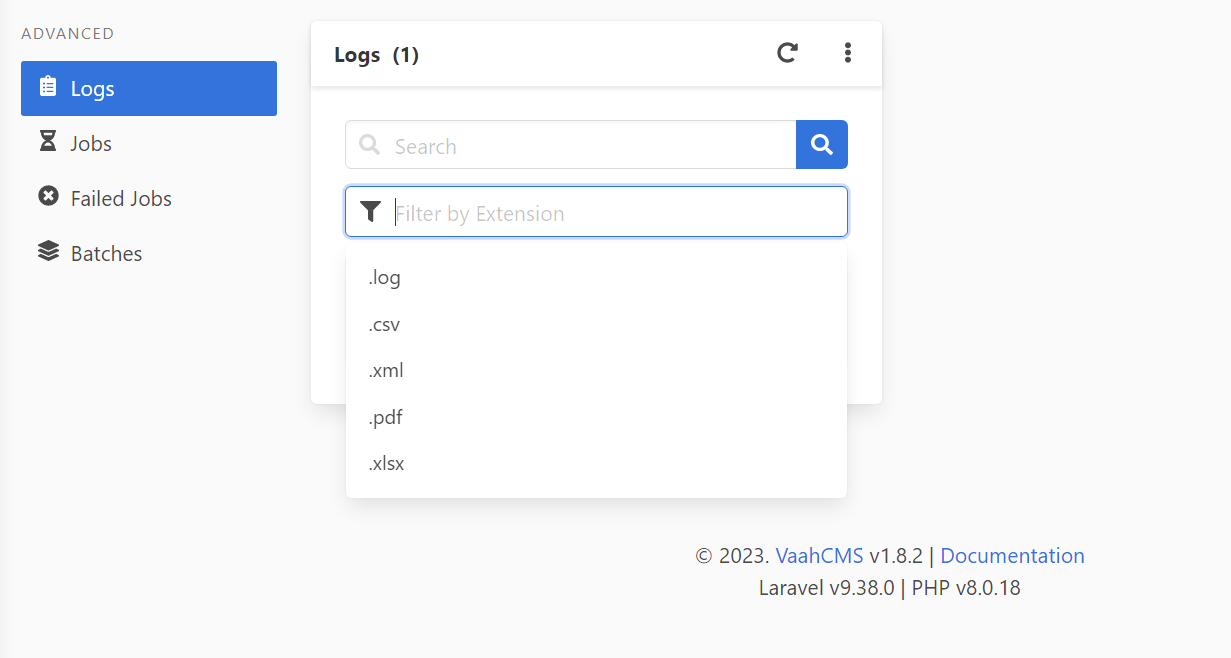 ADVANCED
Logs
Jobs
Failed Jobs
Batches
Logs (1)
Search
Filter by Extension
.log
.csv
.xml
.pdf
.xlsx
© 2023. VaahCMS v1.8.2 | Documentation
Laravel v9.38.0 | PHP v8.0.18